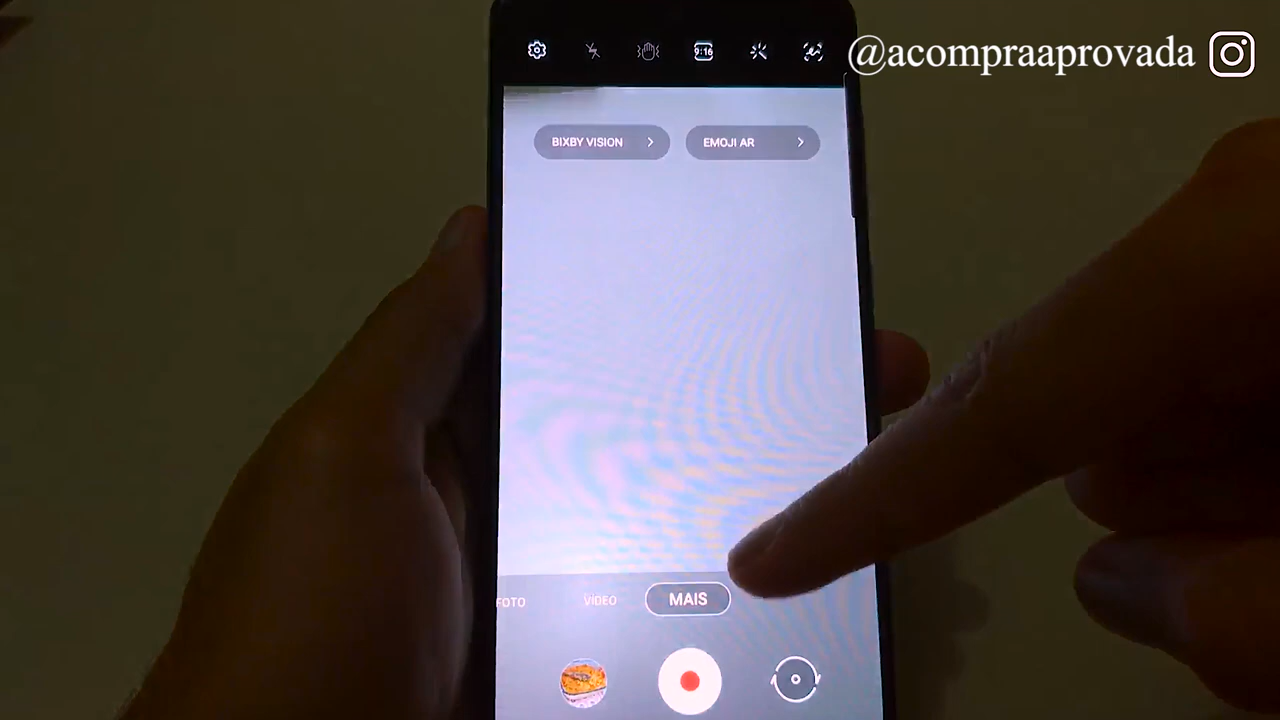 @acompraaprovada
9:16
BIXBY VISION
EMOJI AR
FOTO
VÍDEO
MAIS